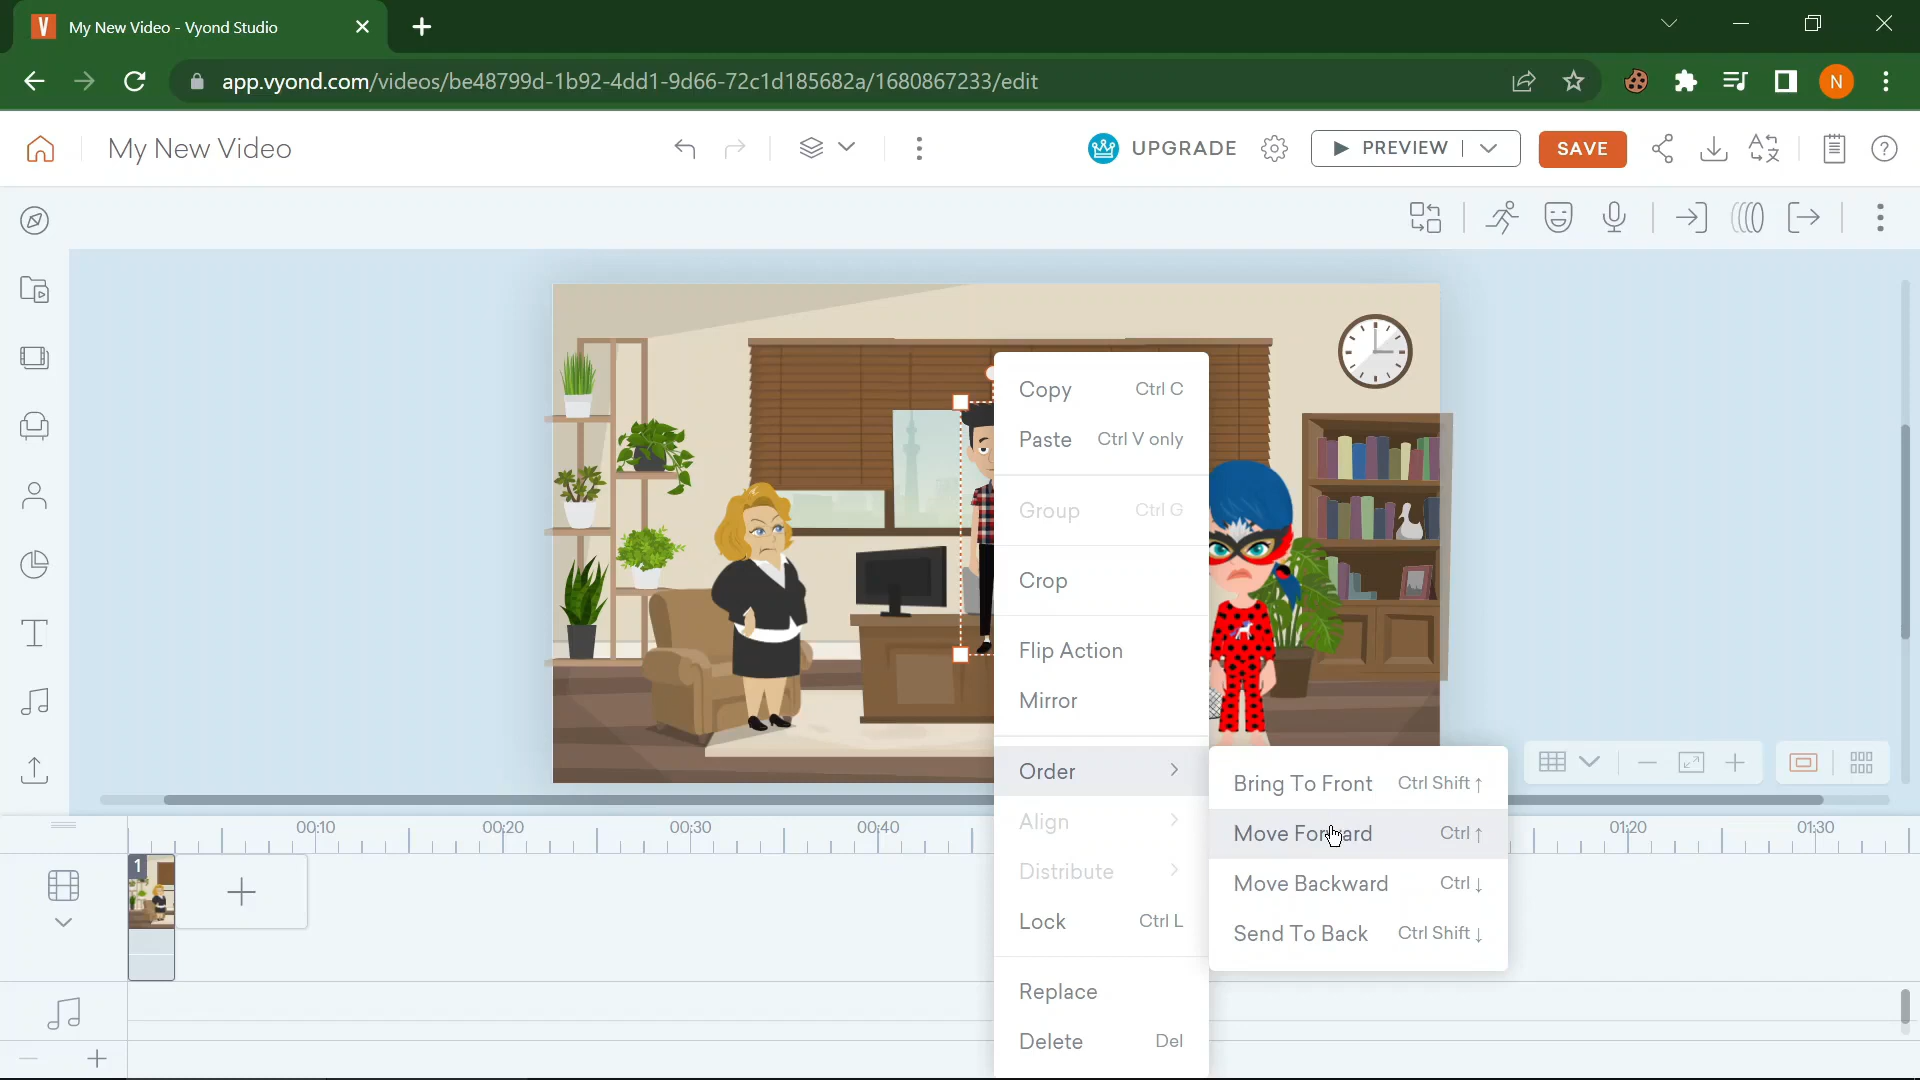 My New Video - Vyond Studio
app.vyond.com/videos/be48799d-1b92-4dd1-9d66-72c1d185682a/1680867233/edit
N
My New Video
UPGRADE
PREVIEW
SAVE
Copy Ctrl C
Paste Ctrl V only
Group Ctrl G
Crop
Flip Action
Mirror
Order
Bring To Front Ctrl Shift↑
Align
Move Forward Ctrl↑
Distribute
Move Backward Ctrl↓
Lock Ctrl L
Send To Back Ctrl Shift↓
Replace
Delete Del
00:10 00:20 00:30 00:40 01:20 01:30
1